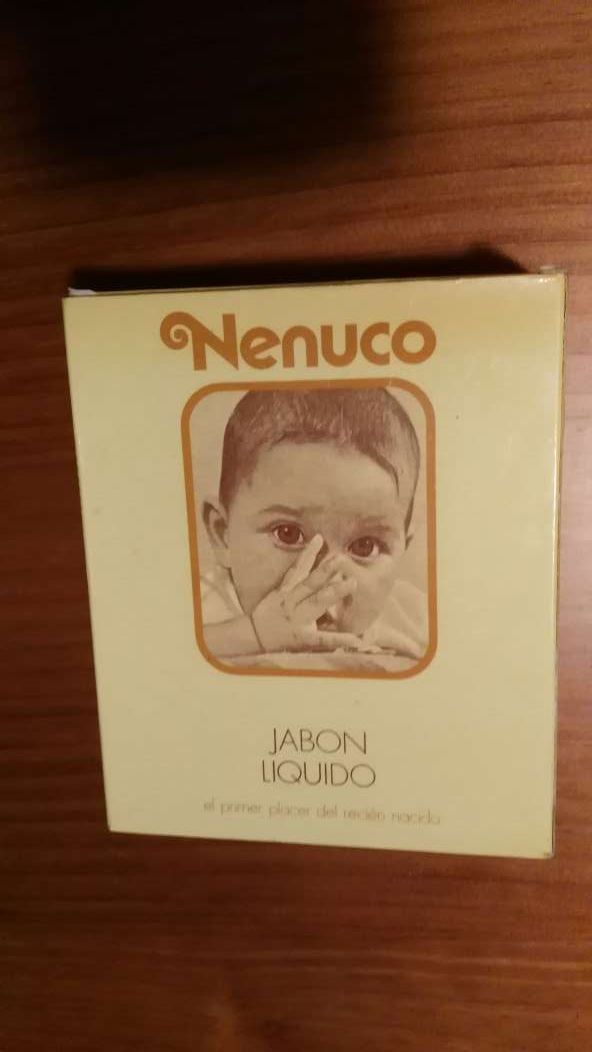 Nenuco
JABON
LIQUIDO
el primer placer del recién nacido